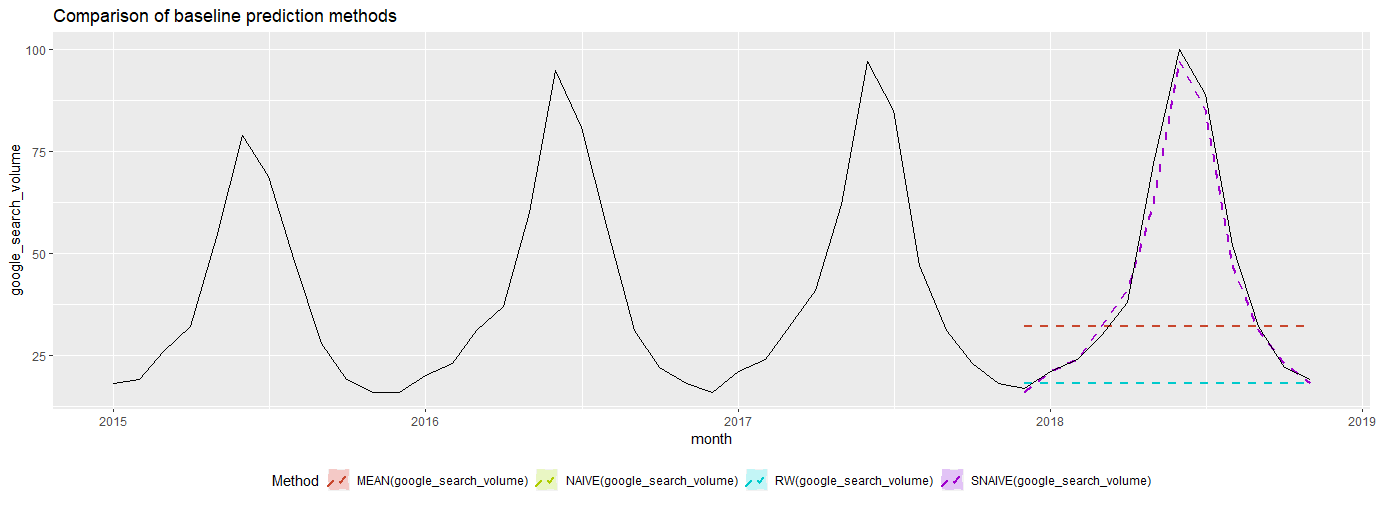 Comparison of baseline prediction methods
google_search_volume
100
75
50
25
2015 2016 2017 2018 2019
month
Method MEAN(google_search_volume) NAIVE(google_search_volume) RW(google_search_volume) SNAIVE(google_search_volume)